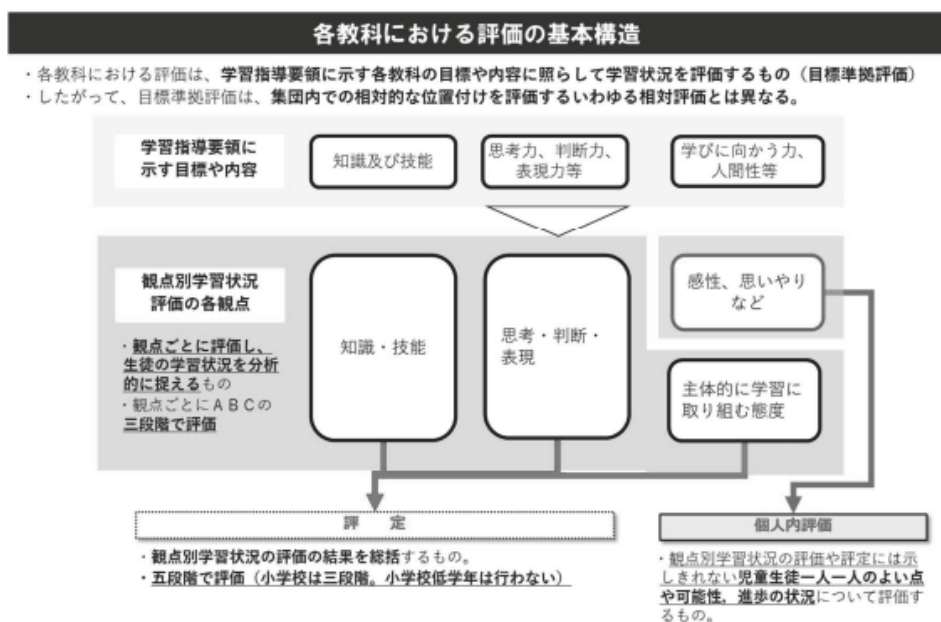 各教科における評価の基本構造
・各教科における評価は、学習指導要領に示す各教科の目標や内容に照らして学習状況を評価するもの（目標準拠評価）
・したがって、目標準拠評価は、集団内での相対的な位置付けを評価するいわゆる相対評価とは異なる。
学習指導要領に
示す目標や内容
知識及び技能
思考力、判断力、
表現力等
学びに向かう力、
人間性等
観点別学習状況
評価の各観点
・観点ごとに評価し、
生徒の学習状況を分析
的に捉えるもの
・観点ごとにＡＢＣの
三段階で評価
知識・技能
思考・判断・
表現
感性、思いやり
など
主体的に学習に
取り組む態度
評　定
・観点別学習状況の評価の結果を総括するもの。
・五段階で評価（小学校は三段階。小学校低学年は行わない）
個人内評価
・観点別学習状況の評価や評定には示
しきれない児童生徒一人一人のよい点
や可能性，進歩の状況について評価す
るもの。